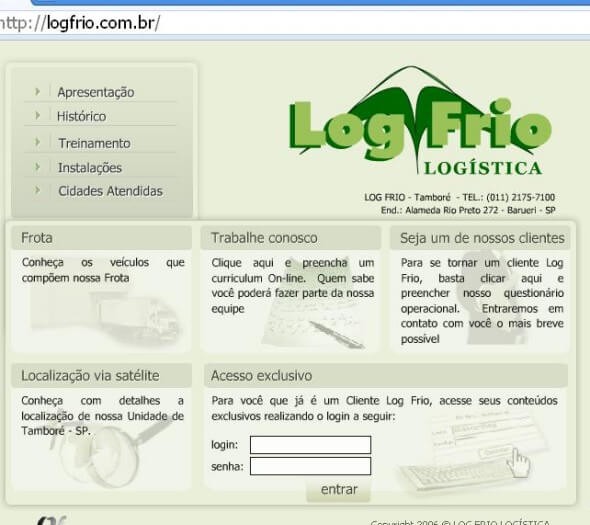 http://logfrio.com.br/
Apresentação
Histórico
Treinamento
Instalações
Cidades Atendidas
Log Frio
LOGÍSTICA
LOG FRIO - Tamboré - TEL.: (011) 2175-7100
End.: Alameda Rio Preto 272 - Barueri - SP
Frota
Conheça os veículos que
compõem nossa Frota
Trabalhe conosco
Clique aqui e preencha um
curriculum On-line. Quem sabe
você poderá fazer parte da nossa
equipe
Seja um de nossos clientes
Para se tornar um cliente Log
Frio, basta clicar aqui e
preencher nosso questionário
operacional. Entraremos em
contato com você o mais breve
possível
Localização via satélite
Conheça com detalhes a
localização de nossa Unidade de
Tamboré - SP.
Acesso exclusivo
Para você que já é um Cliente Log Frio, acesse seus conteúdos
exclusivos realizando o login a seguir:
login:
senha:
entrar
Copyright 2006 © LOG FRIO LOGÍSTICA